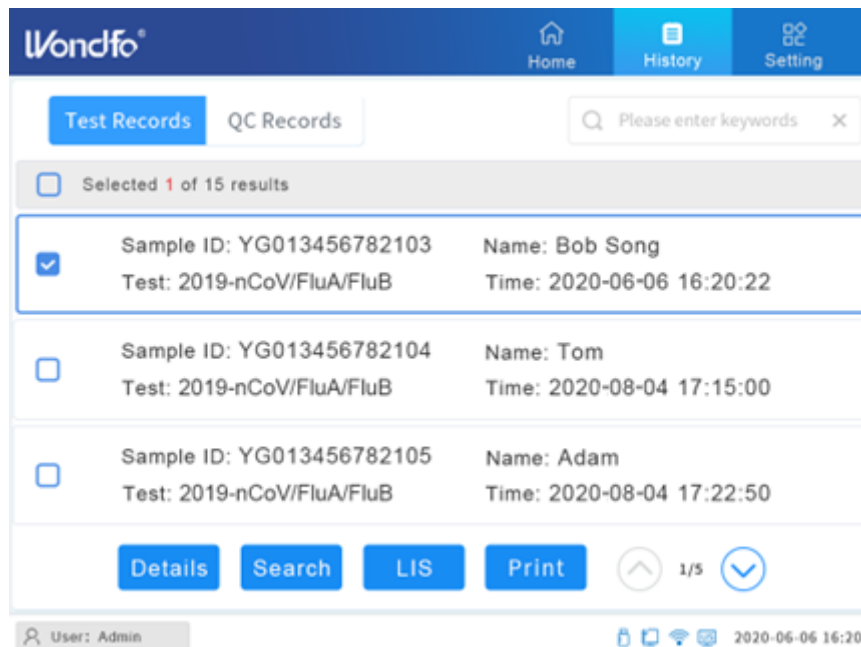 Wondfo®
Home History Setting
Test Records QC Records Please enter keywords
Selected 1 of 15 results
Sample ID: YG013456782103 Name: Bob Song
Test: 2019-nCoV/FluA/FluB Time: 2020-06-06 16:20:22
Sample ID: YG013456782104 Name: Tom
Test: 2019-nCoV/FluA/FluB Time: 2020-08-04 17:15:00
Sample ID: YG013456782105 Name: Adam
Test: 2019-nCoV/FluA/FluB Time: 2020-08-04 17:22:50
Details Search LIS Print 1/5
User: Admin 2020-06-06 16:20